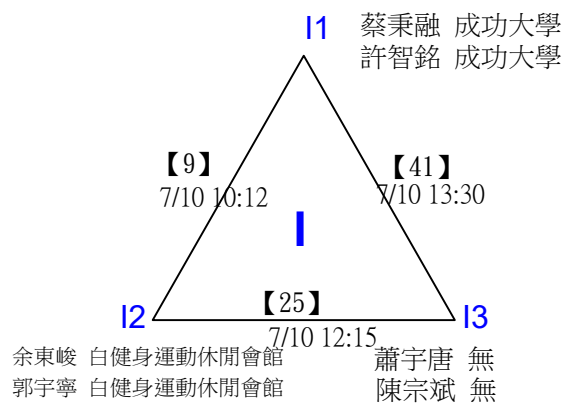 I1
蔡秉融 成功大學
許智銘 成功大學
【9】
7/10 10:12
【41】
7/10 13:30
I
【25】
7/10 12:15
I2
I3
余東峻 白健身運動休閒會館
郭宇寧 白健身運動休閒會館
蕭宇唐 無
陳宗斌 無